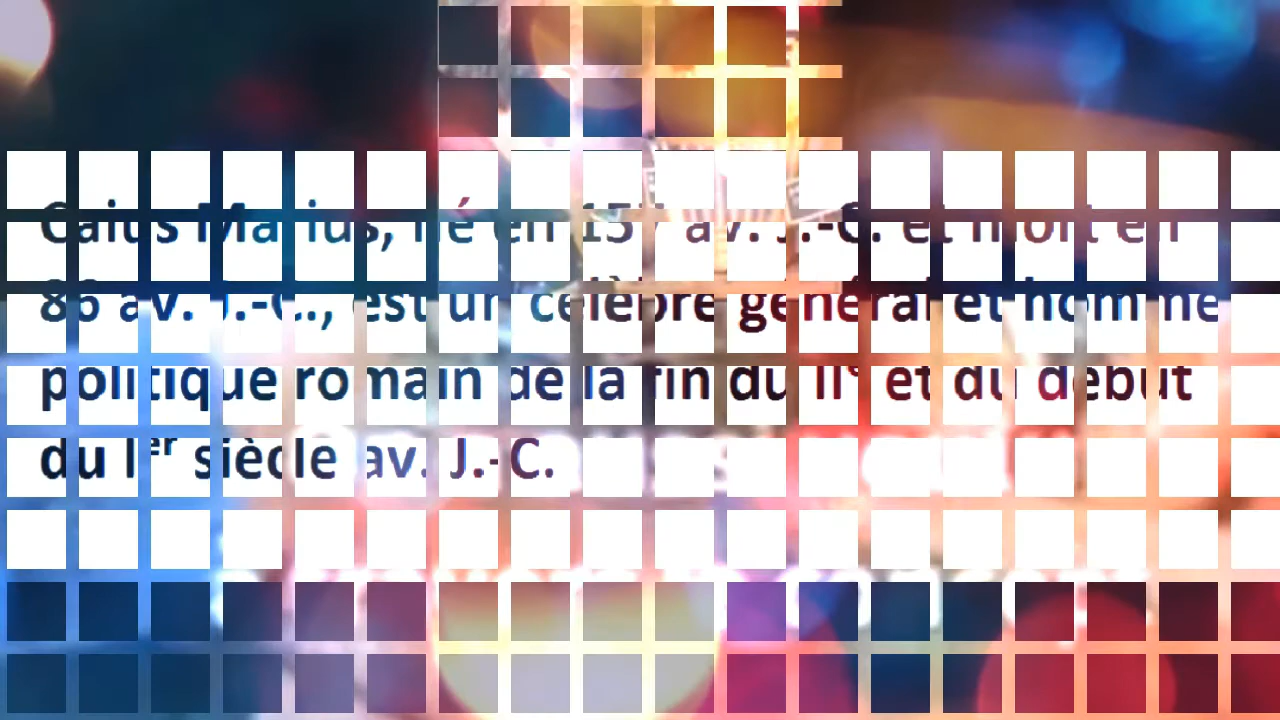 Caius Marius, né en 157 av. J.-C. et mort en
86 av. J.-C., est un célèbre général et homme
politique romain de la fin du IIᵉ et du début
du Iᵉʳ siècle av. J.-C.